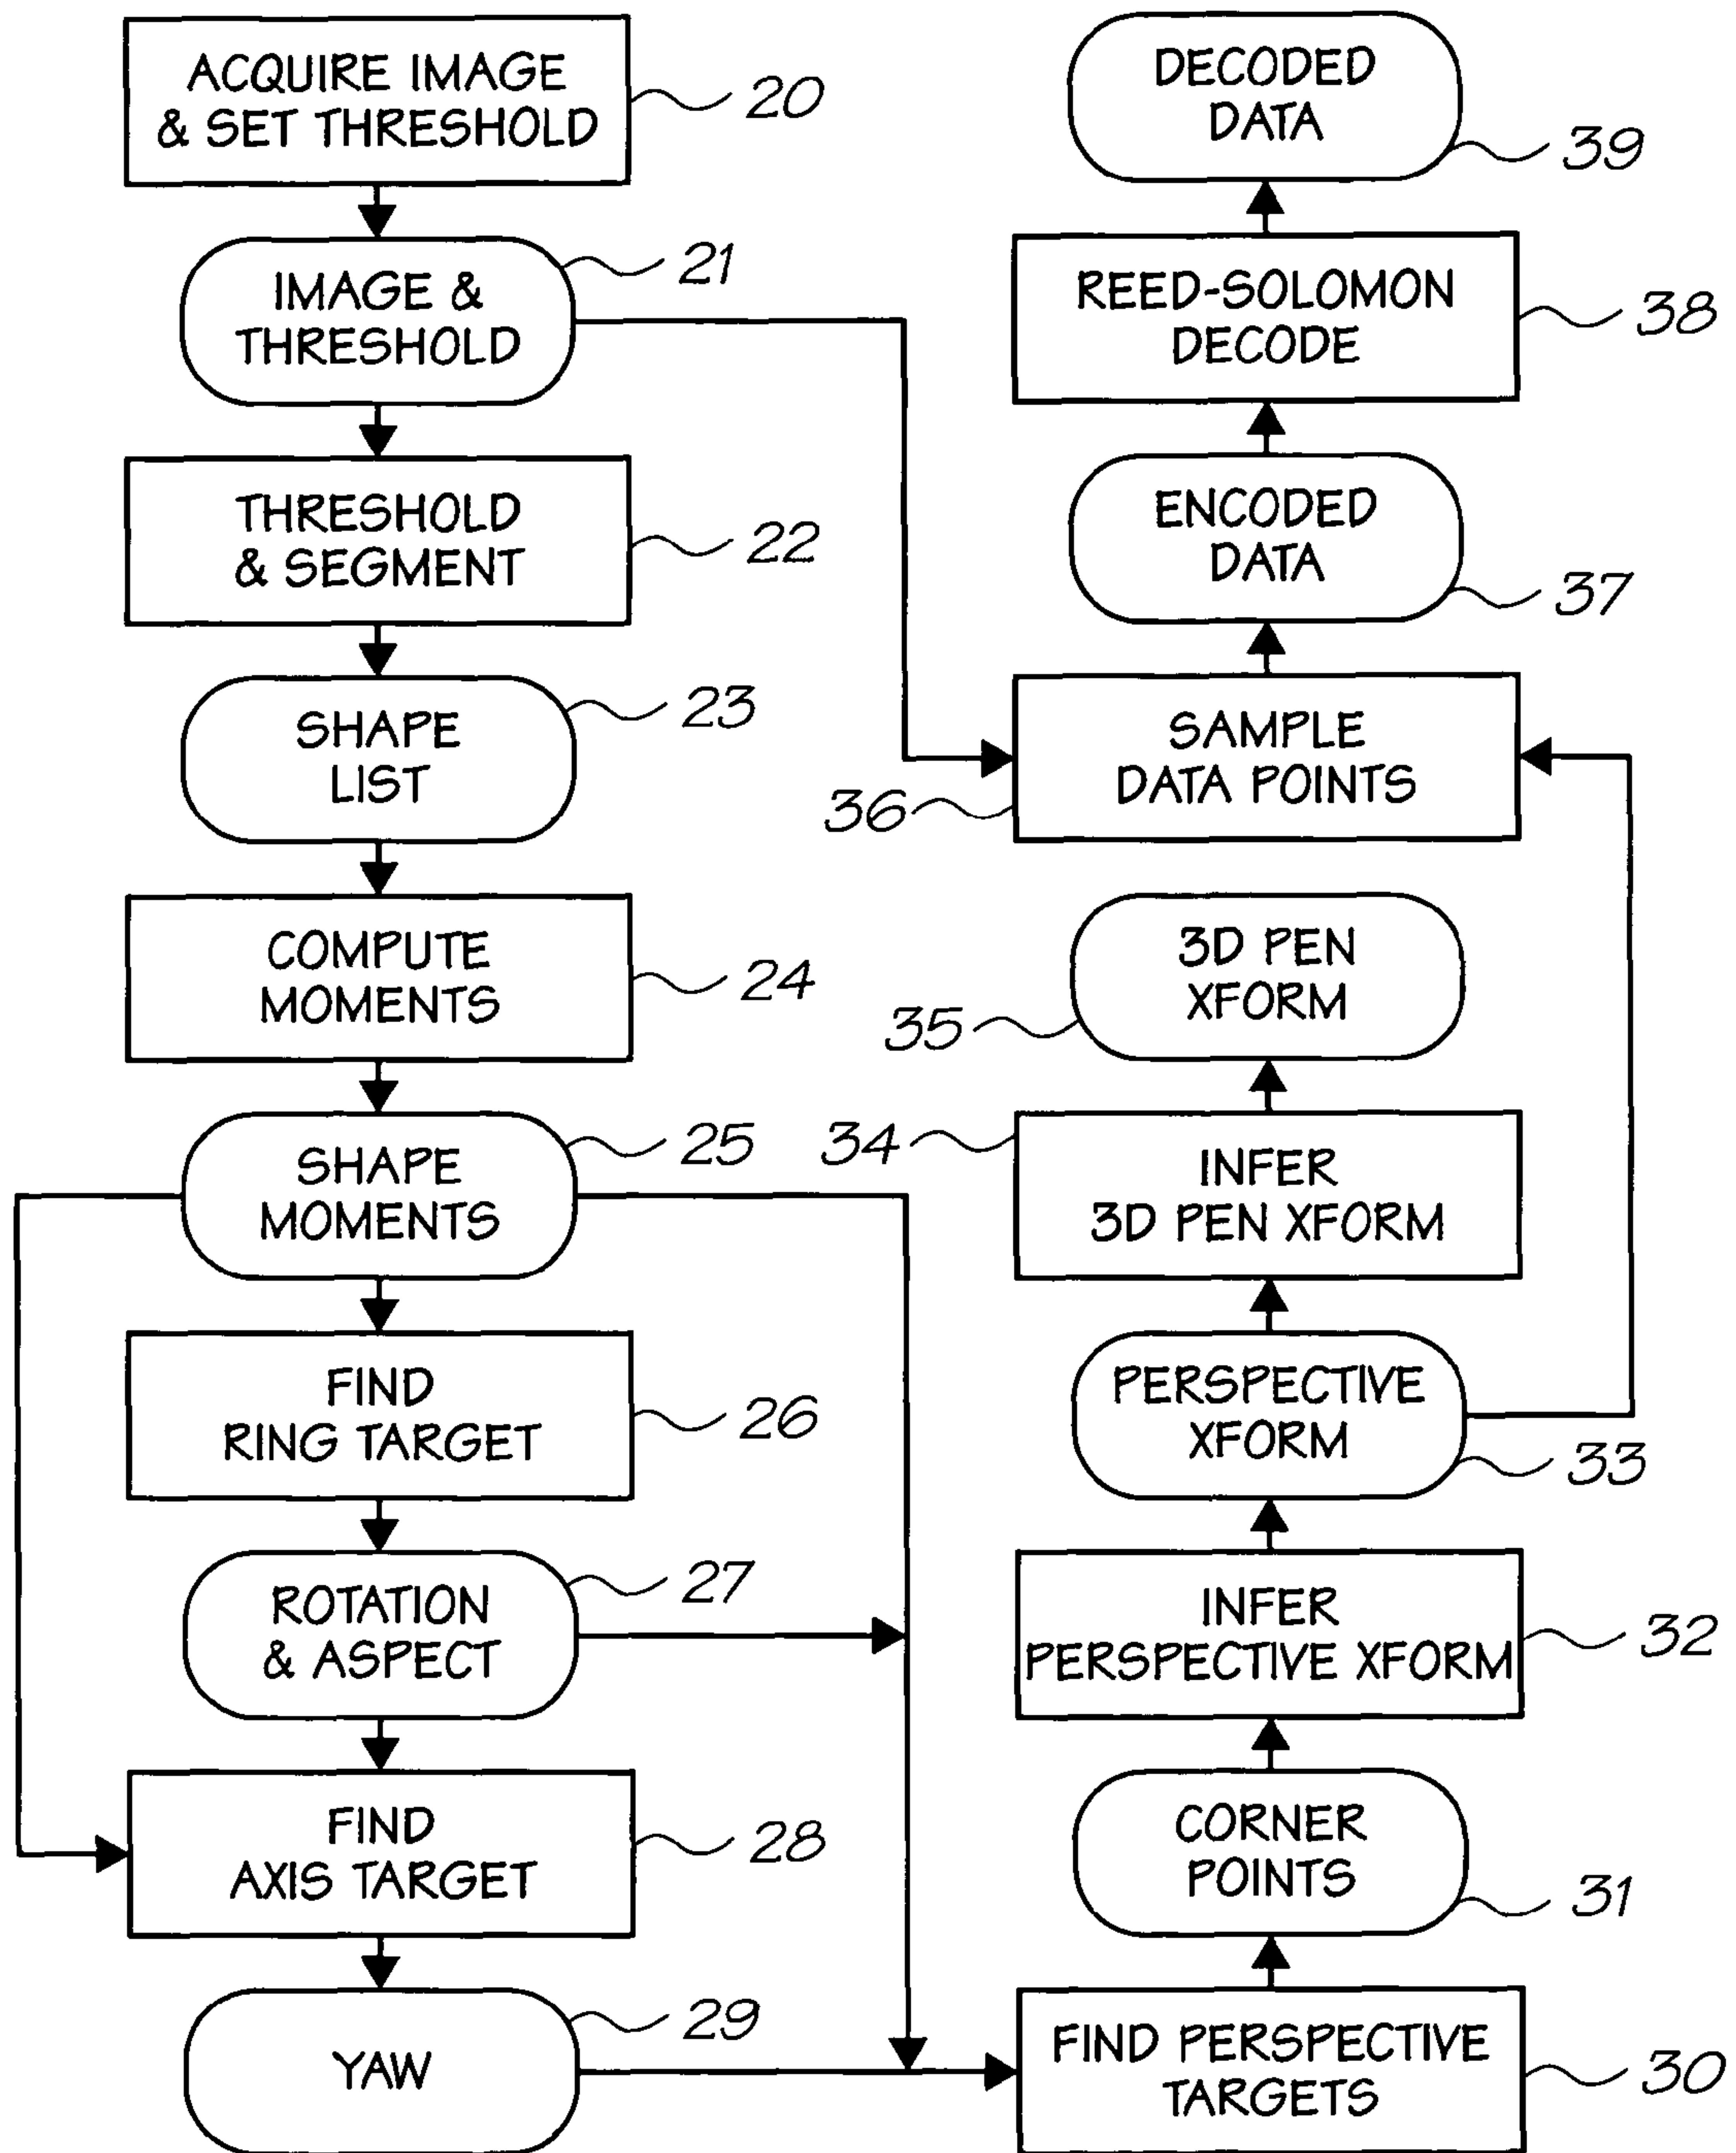 ACQUIRE IMAGE
& SET THRESHOLD
20
IMAGE &
THRESHOLD
21
THRESHOLD
& SEGMENT
22
SHAPE
LIST
23
COMPUTE
MOMENTS
24
SHAPE
MOMENTS
25
FIND
RING TARGET
26
ROTATION
& ASPECT
27
FIND
AXIS TARGET
28
YAW
29
DECODED
DATA
39
REED-SOLOMON
DECODE
38
ENCODED
DATA
37
SAMPLE
DATA POINTS
36
3D PEN
XFORM
35
INFER
3D PEN XFORM
34
PERSPECTIVE
XFORM
33
INFER
PERSPECTIVE XFORM
32
CORNER
POINTS
31
FIND PERSPECTIVE
TARGETS
30